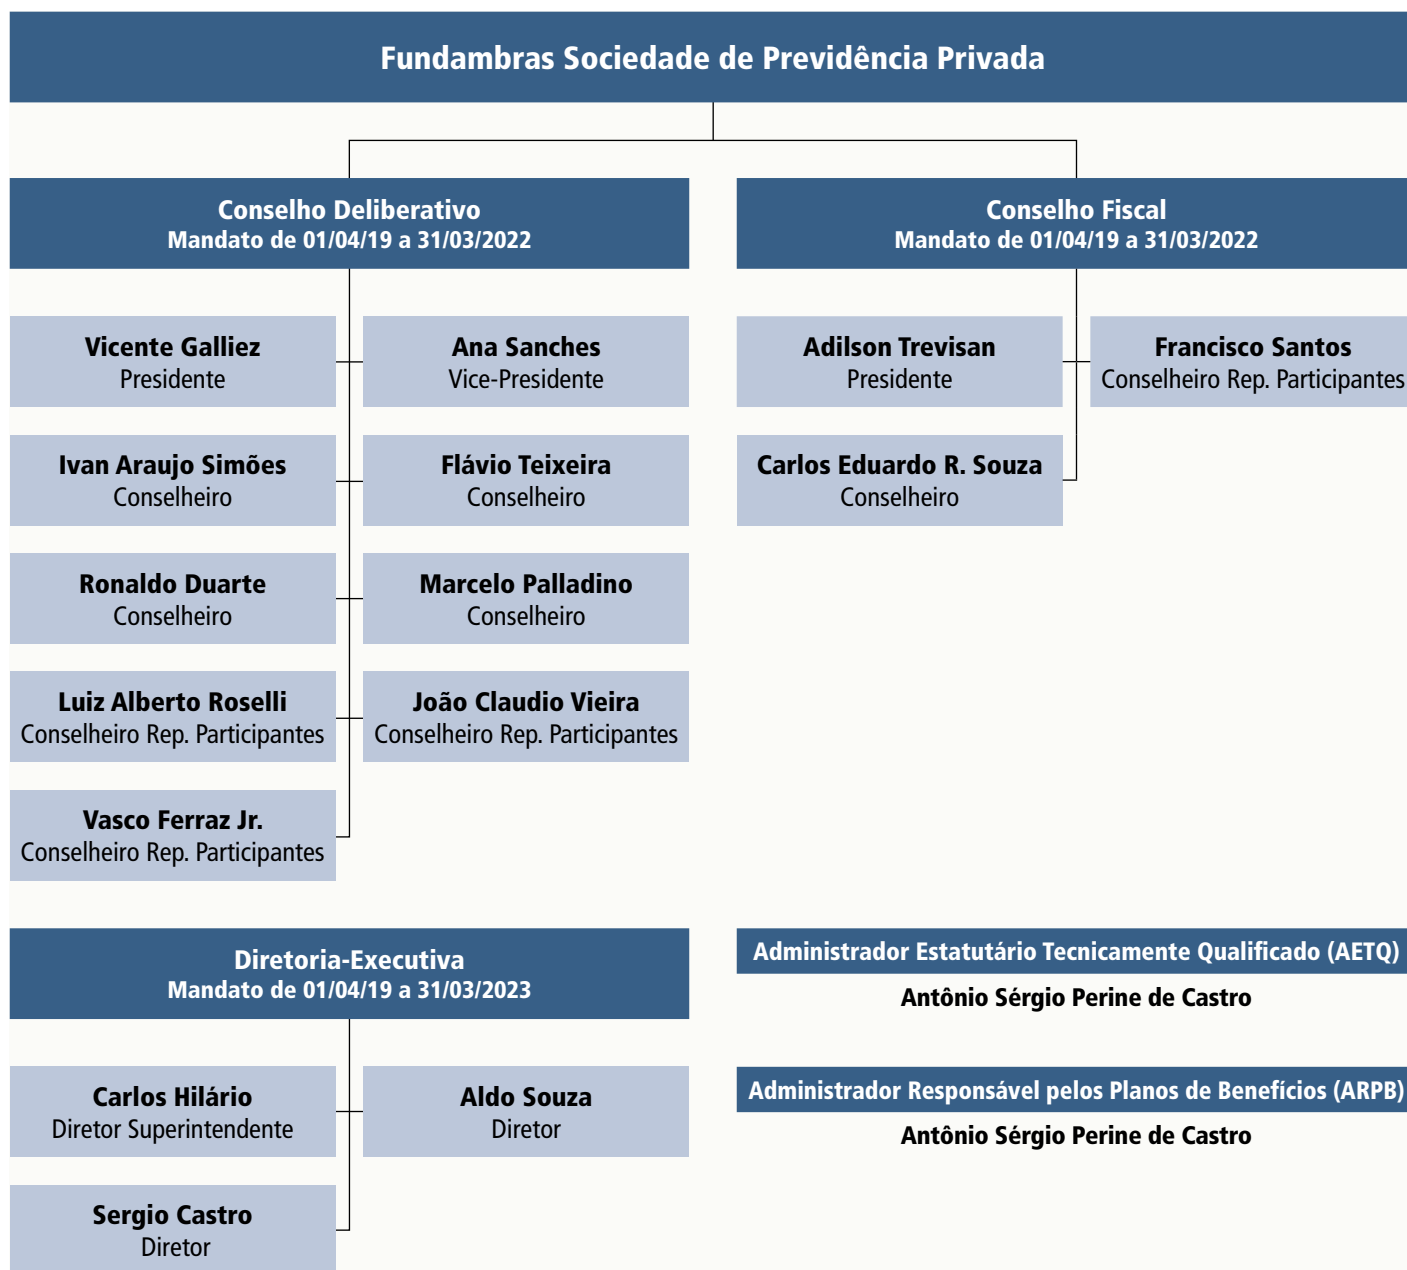 Fundambras Sociedade de Previdência Privada
Conselho Deliberativo
Mandato de 01/04/19 a 31/03/2022
Vicente Galliez
Presidente
Ana Sanches
Vice-Presidente
Ivan Araujo Simões
Conselheiro
Flávio Teixeira
Conselheiro
Ronaldo Duarte
Conselheiro
Marcelo Palladino
Conselheiro
Luiz Alberto Roselli
Conselheiro Rep. Participantes
João Claudio Vieira
Conselheiro Rep. Participantes
Vasco Ferraz Jr.
Conselheiro Rep. Participantes
Conselho Fiscal
Mandato de 01/04/19 a 31/03/2022
Adilson Trevisan
Presidente
Francisco Santos
Conselheiro Rep. Participantes
Carlos Eduardo R. Souza
Conselheiro
Diretoria-Executiva
Mandato de 01/04/19 a 31/03/2023
Carlos Hilário
Diretor Superintendente
Aldo Souza
Diretor
Sergio Castro
Diretor
Administrador Estatutário Tecnicamente Qualificado (AETQ)
Antônio Sérgio Perine de Castro
Administrador Responsável pelos Planos de Benefícios (ARPB)
Antônio Sérgio Perine de Castro